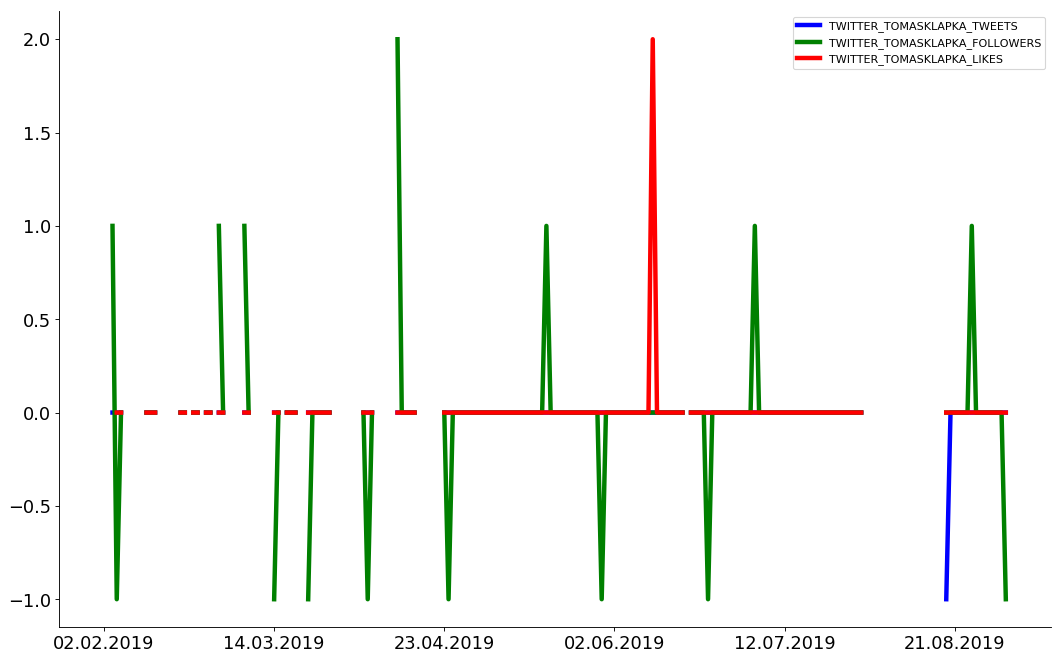 TWITTER_TOMASKLAPKA_TWEETS
TWITTER_TOMASKLAPKA_FOLLOWERS
TWITTER_TOMASKLAPKA_LIKES
2.0
1.5
1.0
0.5
0.0
−0.5
−1.0
02.02.2019 14.03.2019 23.04.2019 02.06.2019 12.07.2019 21.08.2019